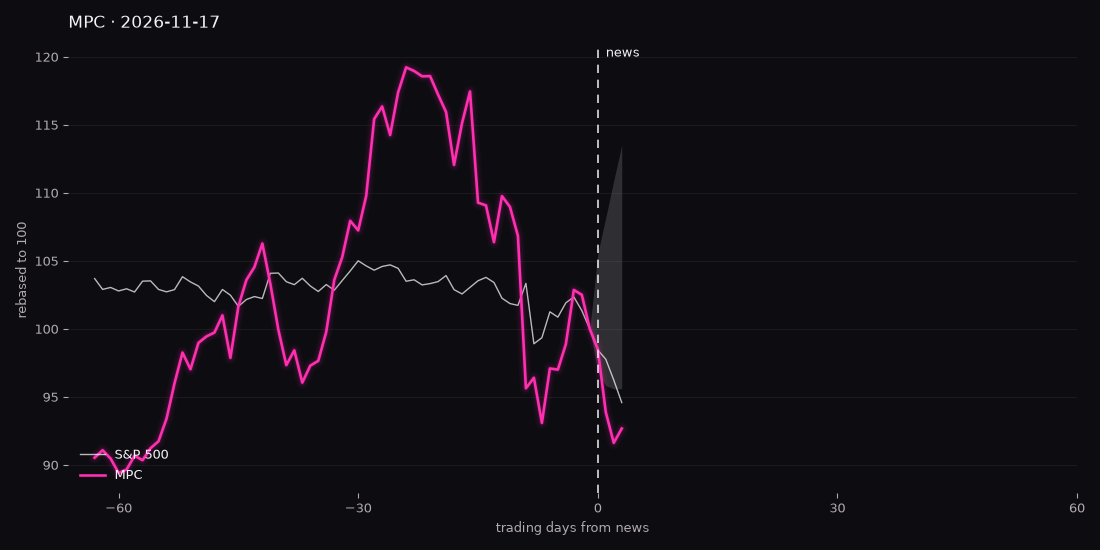 MPC · 2026-11-17
news
120
115
110
105
100
95
90
rebased to 100
S&P 500
MPC
−60
−30
0
30
60
trading days from news